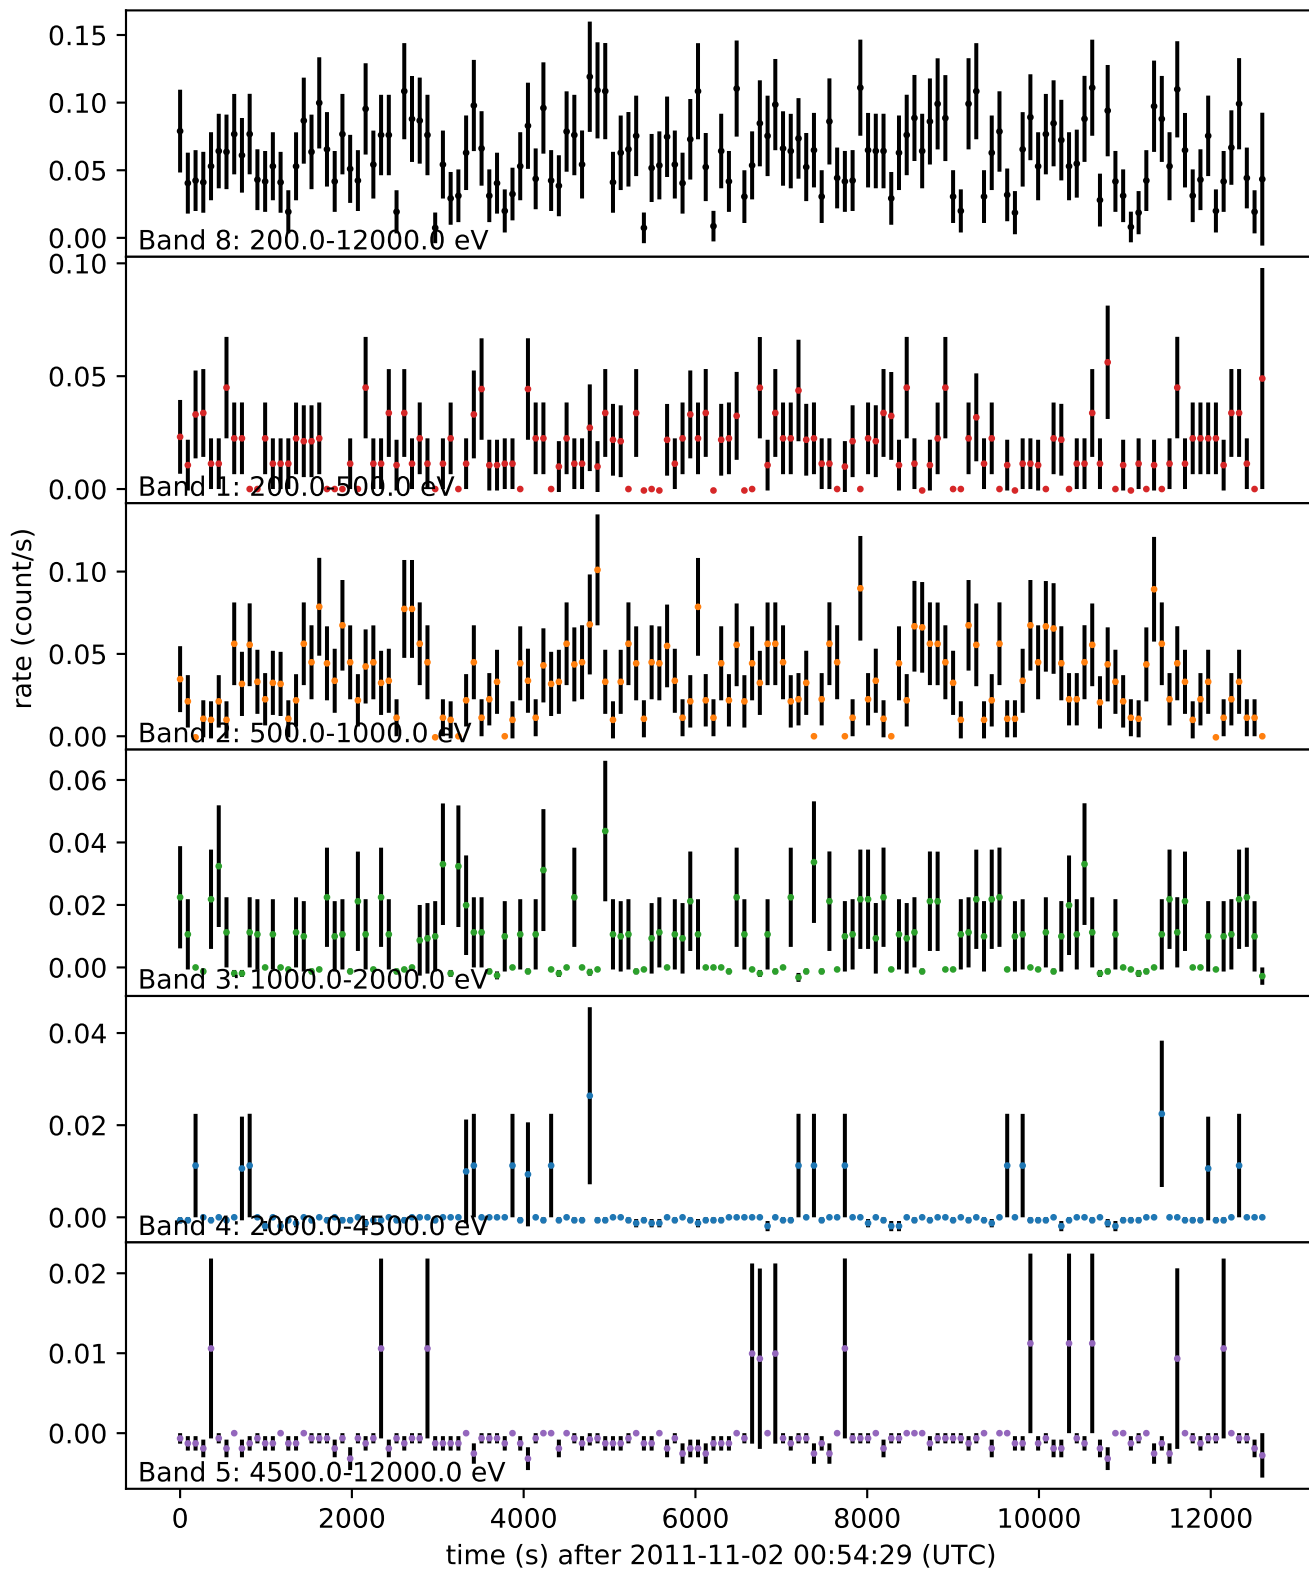 0.15
0.10
0.05
0.00
Band 8: 200.0-12000.0 eV
0.10
0.05
0.00
Band 1: 200.0-500.0 eV
rate (count/s)
0.10
0.05
0.00
Band 2: 500.0-1000.0 eV
0.06
0.04
0.02
0.00
Band 3: 1000.0-2000.0 eV
0.04
0.02
0.00
Band 4: 2000.0-4500.0 eV
0.02
0.01
0.00
Band 5: 4500.0-12000.0 eV
0 2000 4000 6000 8000 10000 12000
time (s) after 2011-11-02 00:54:29 (UTC)